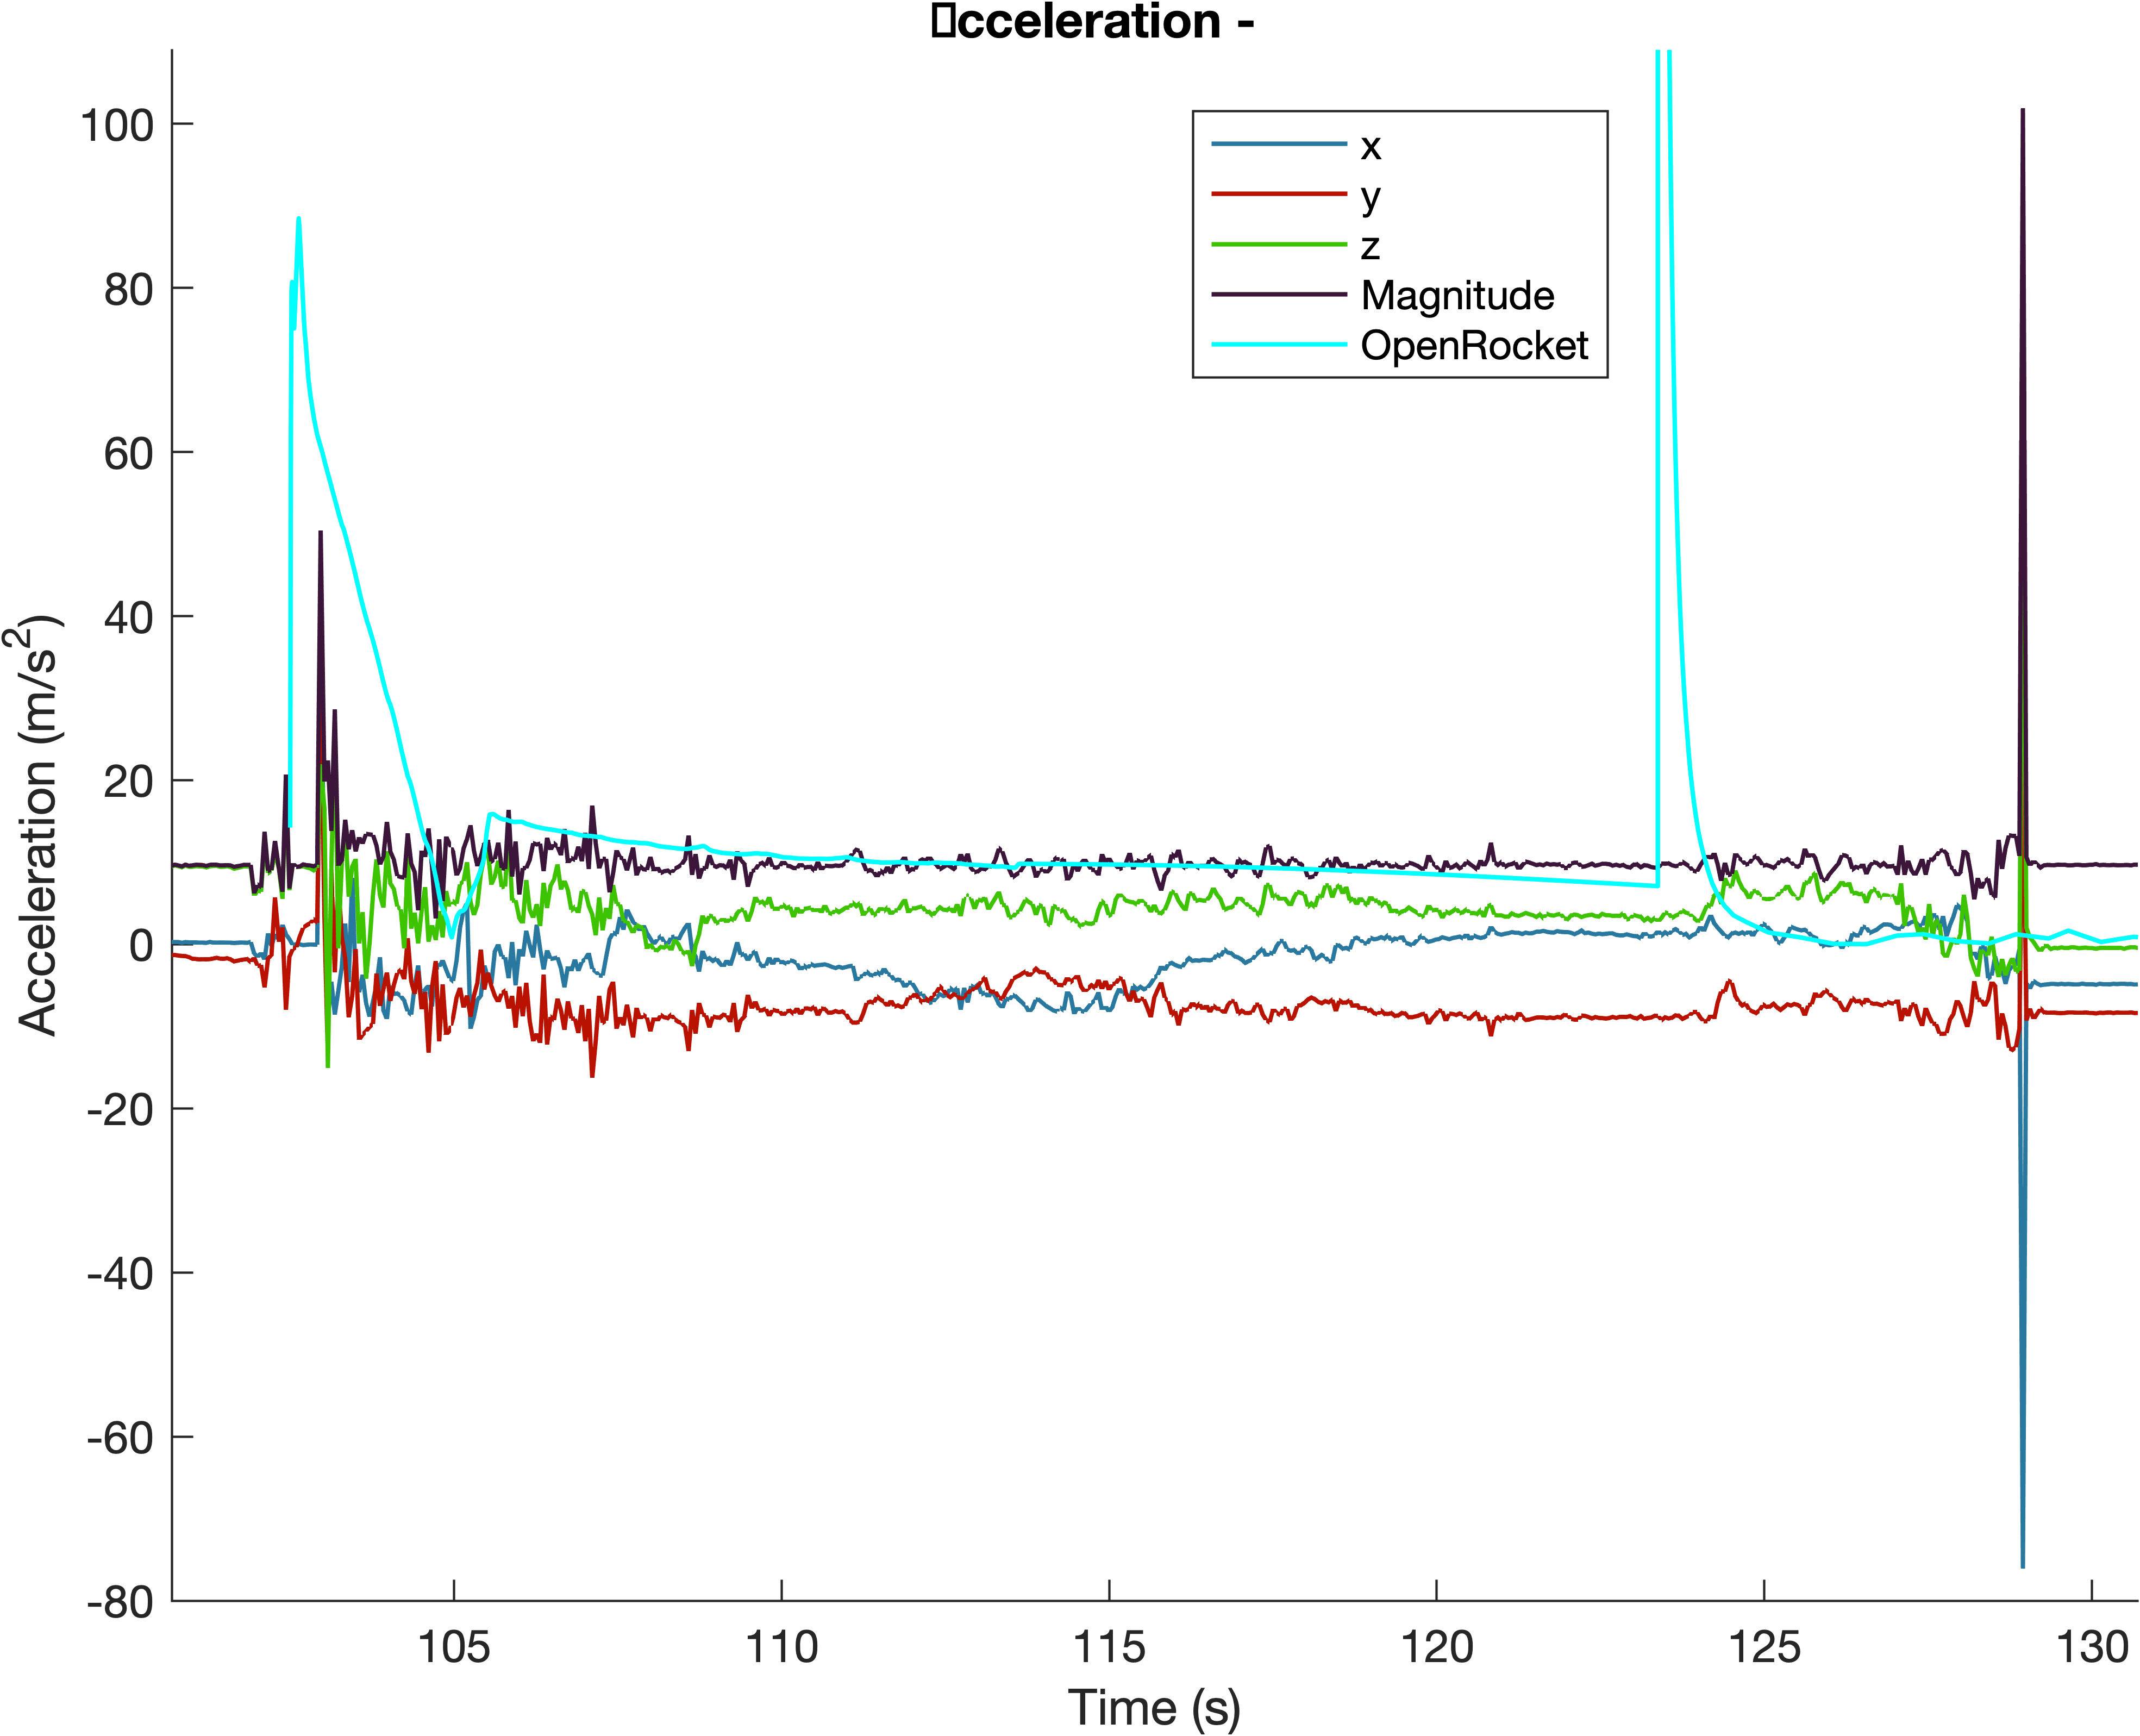 ▯cceleration -
Acceleration (m/s²)
100
80
60
40
20
0
-20
-40
-60
-80
x
y
z
Magnitude
OpenRocket
105 110 115 120 125 130
Time (s)